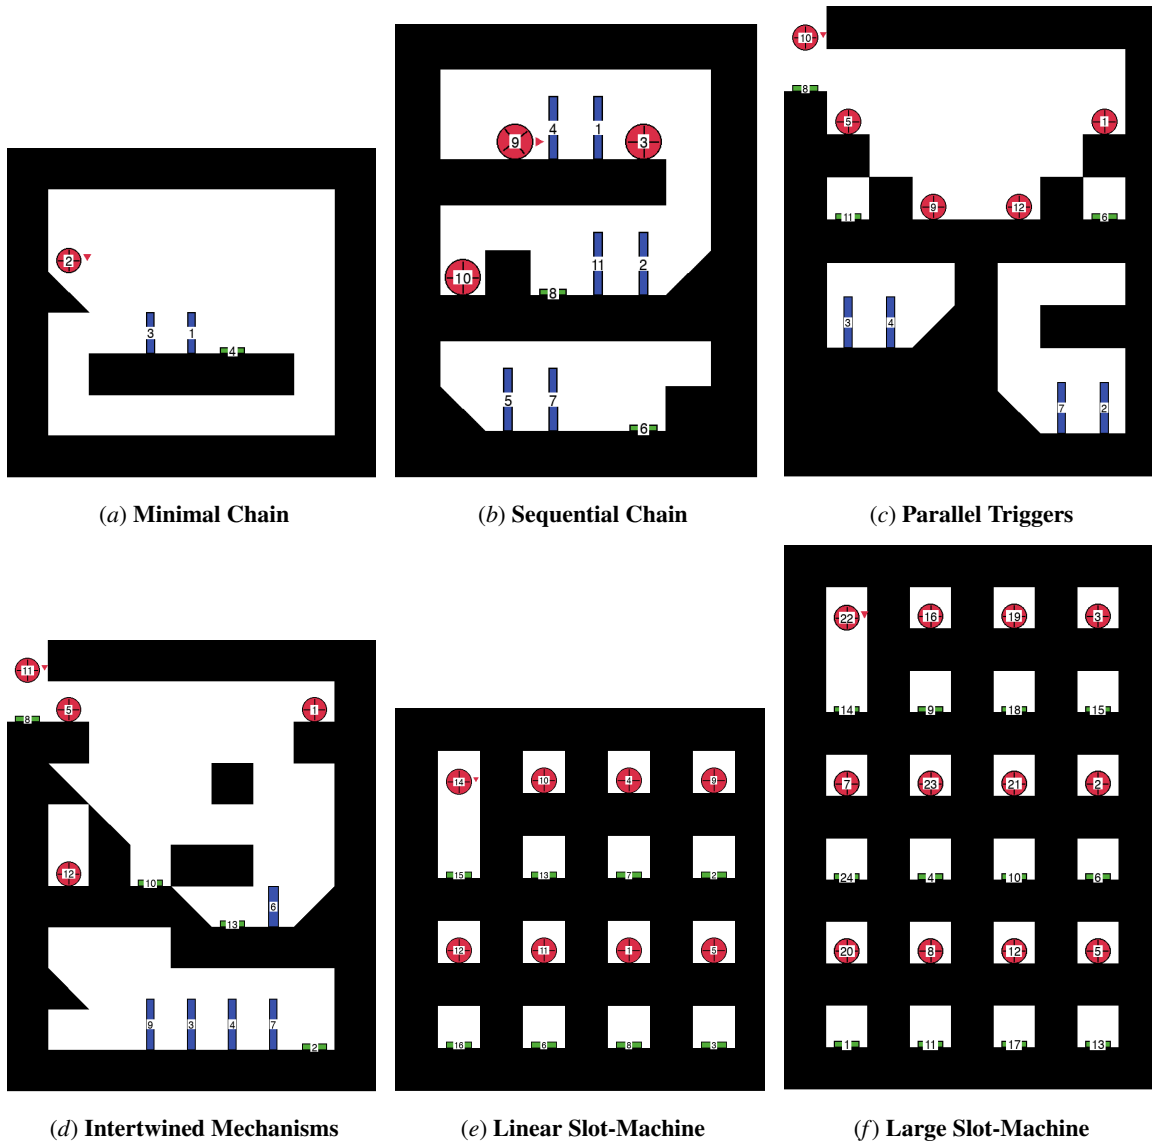 2
3 1
4
(a) Minimal Chain
9 4 1 3
10 8 11 2
5 7 6
(b) Sequential Chain
10
8
5 1
11 9 12 6
3 4
7 2
(c) Parallel Triggers
11
8 5 1
12 10
13 6
9 3 4 7 2
(d) Intertwined Mechanisms
14 10 4 9
15 13 7 2
12 11 1 5
16 6 8 3
(e) Linear Slot-Machine
22 16 19 3
14 9 18 15
7 23 21 2
24 4 10 6
20 8 12 5
1 11 17 13
(f) Large Slot-Machine